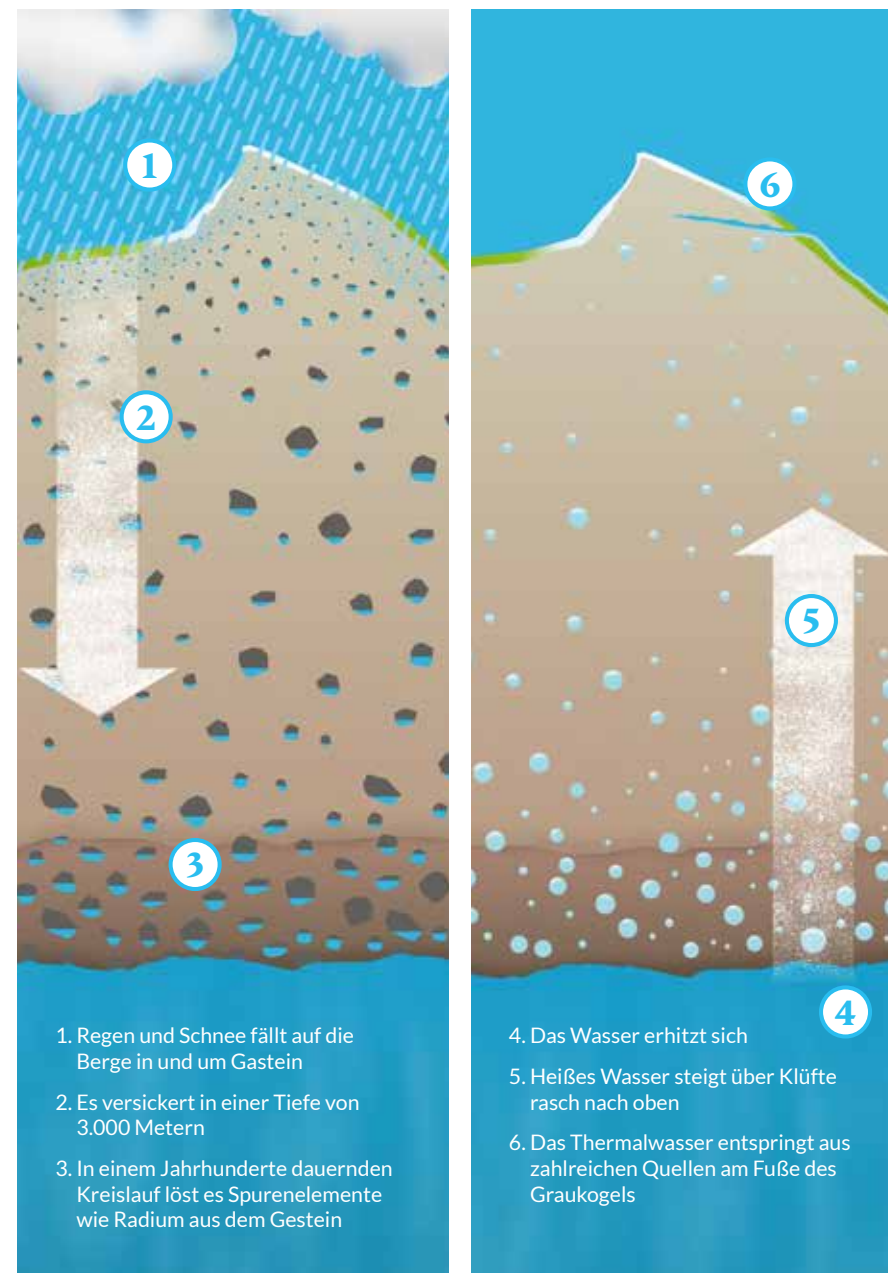 1
2
3
1. Regen und Schnee fällt auf die
Berge in und um Gastein
2. Es versickert in einer Tiefe von
3.000 Metern
3. In einem Jahrhunderte dauernden
Kreislauf löst es Spurenelemente
wie Radium aus dem Gestein
6
5
4
4. Das Wasser erhitzt sich
5. Heißes Wasser steigt über Klüfte
rasch nach oben
6. Das Thermalwasser entspringt aus
zahlreichen Quellen am Fuße des
Graukogels